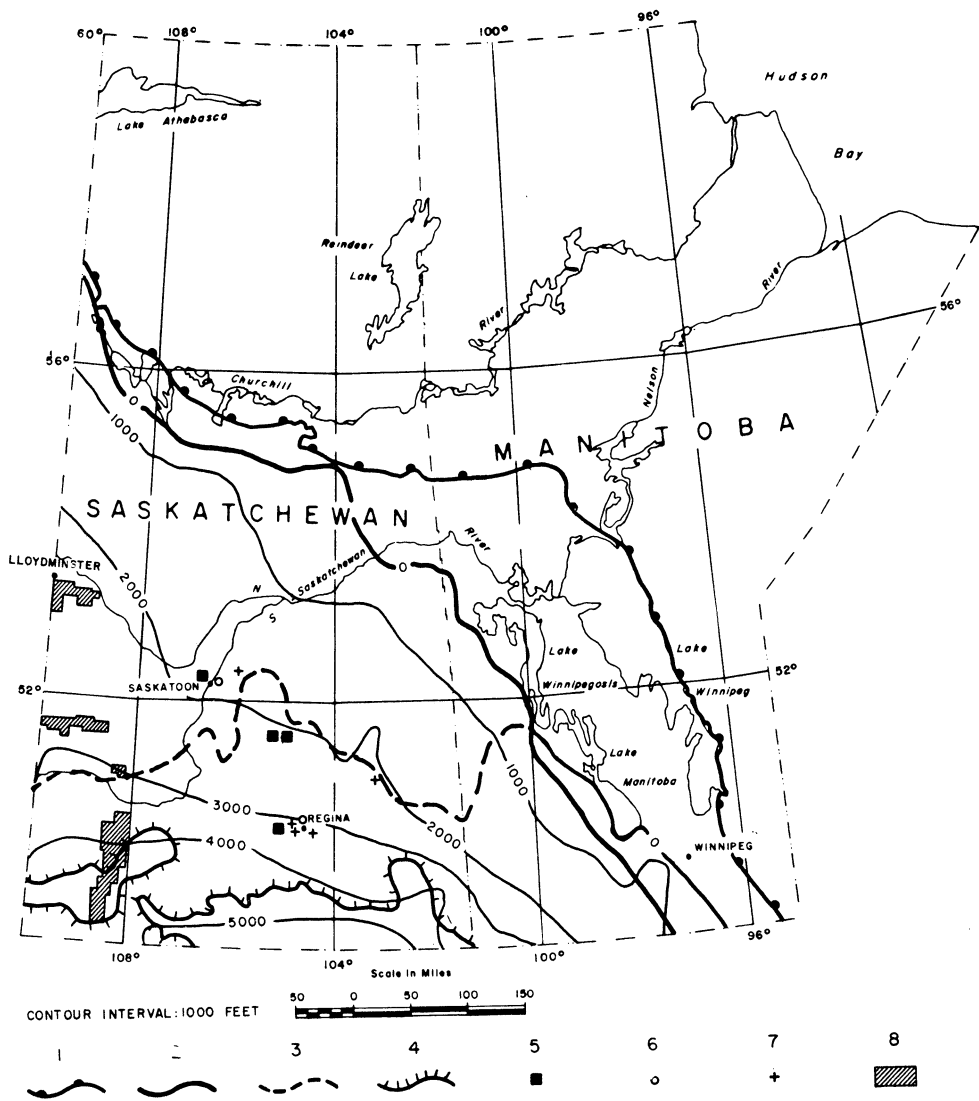 60° 108° 104° 100° 96°
Hudson
Bay
Lake Athabasca
Reindeer
Lake
River
River
56°
56°
Churchill
Nelson
0
1000
MANITOBA
SASKATCHEWAN
River
Saskatchewan
0
LLOYDMINSTER
2000
N
S
Lake
Lake
SASKATOON
52°
52°
Winnipegosis
Winnipeg
Lake
Manitoba
1000
3000
REGINA
2000
4000
0
WINNIPEG
5000
108° 104° 100° 96°
Scale in Miles
50 0 50 100 150
CONTOUR INTERVAL: 1000 FEET
1 2 3 4 5 6 7 8